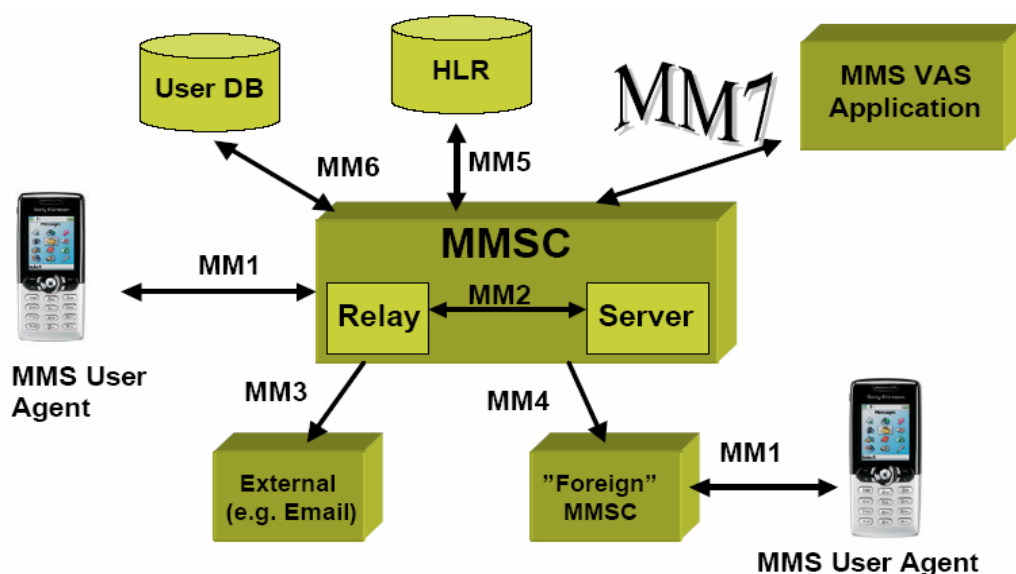 User DB
HLR
MM7
MMS VAS
Application
MM6
MM5
MMSC
MM1
MM2
Relay
Server
MMS User
Agent
MM3
MM4
External
(e.g. Email)
”Foreign”
MMSC
MM1
MMS User Agent